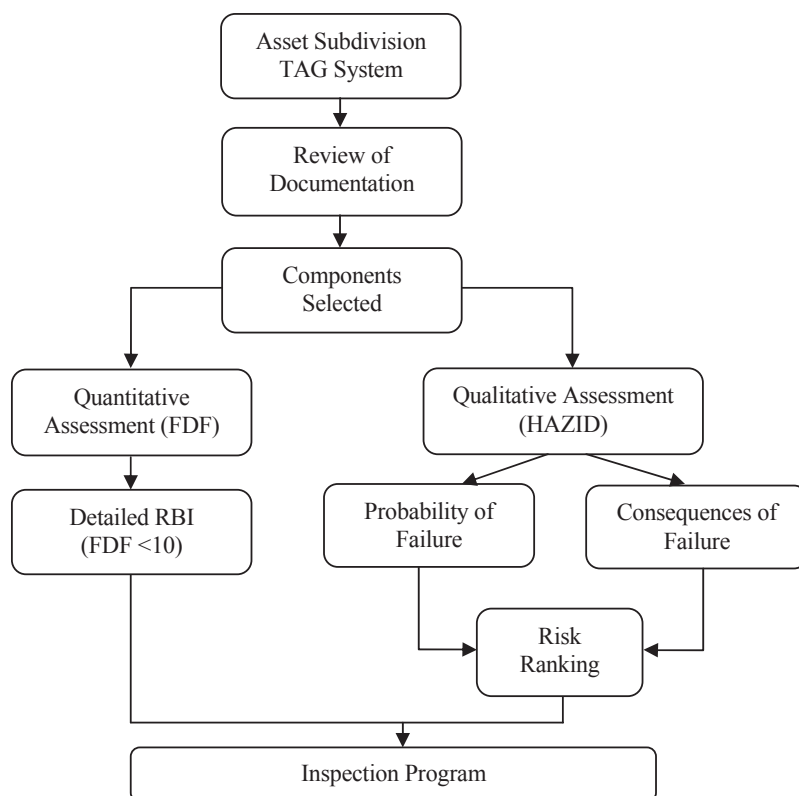 Asset Subdivision
TAG System
Review of
Documentation
Components
Selected
Quantitative
Assessment (FDF)
Qualitative Assessment
(HAZID)
Detailed RBI
(FDF <10)
Probability of
Failure
Consequences of
Failure
Risk
Ranking
Inspection Program